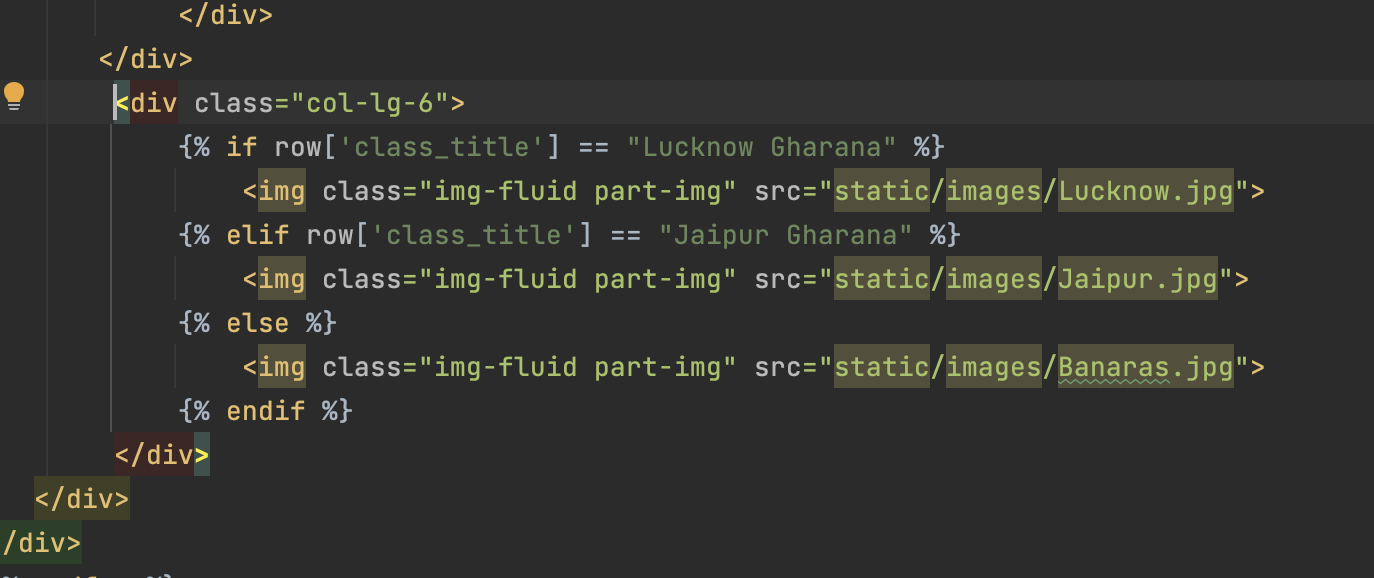 </div>
</div>
<div class="col-lg-6">
{% if row['class_title'] == "Lucknow Gharana" %}
<img class="img-fluid part-img" src="static/images/Lucknow.jpg">
{% elif row['class_title'] == "Jaipur Gharana" %}
<img class="img-fluid part-img" src="static/images/Jaipur.jpg">
{% else %}
<img class="img-fluid part-img" src="static/images/Banaras.jpg">
{% endif %}
</div>
</div>
/div>